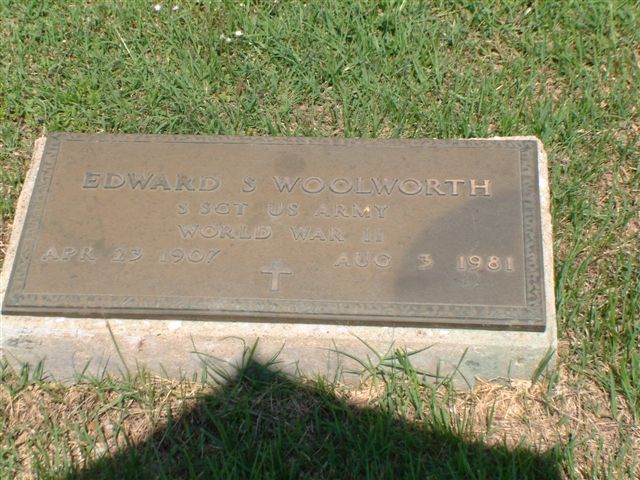 EDWARD S WOOLWORTH
S SGT US ARMY
WORLD WAR II
APR 23 1907 AUG 3 1981